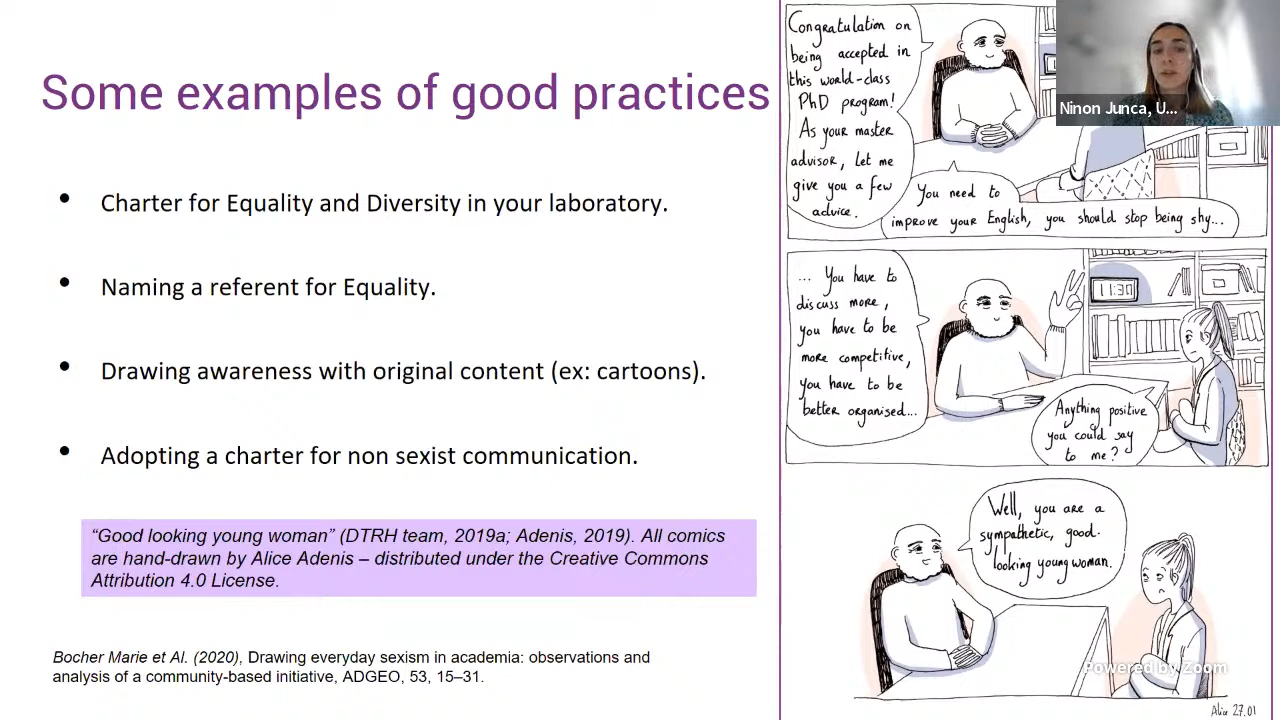 Some examples of good practices
• Charter for Equality and Diversity in your laboratory.
• Naming a referent for Equality.
• Drawing awareness with original content (ex: cartoons).
• Adopting a charter for non sexist communication.
“Good looking young woman” (DTRH team, 2019a; Adenis, 2019). All comics
are hand-drawn by Alice Adenis – distributed under the Creative Commons
Attribution 4.0 License.
Bocher Marie et Al. (2020), Drawing everyday sexism in academia: observations and
analysis of a community-based initiative, ADGEO, 53, 15–31.
Congratulation on
being accepted in
this world-class
PhD program!
As your master
advisor, let me
give you a few
advice.
You need to
improve your English, you should stop being shy...
Ninon Junca, U...
... You have to
discuss more,
you have to be
more competitive,
you have to be
better organised...
11:30
Anything positive
you could say
to me?
Well, you are a
sympathetic, good-
looking young woman.
Powered by Zoom
Alice 27.01